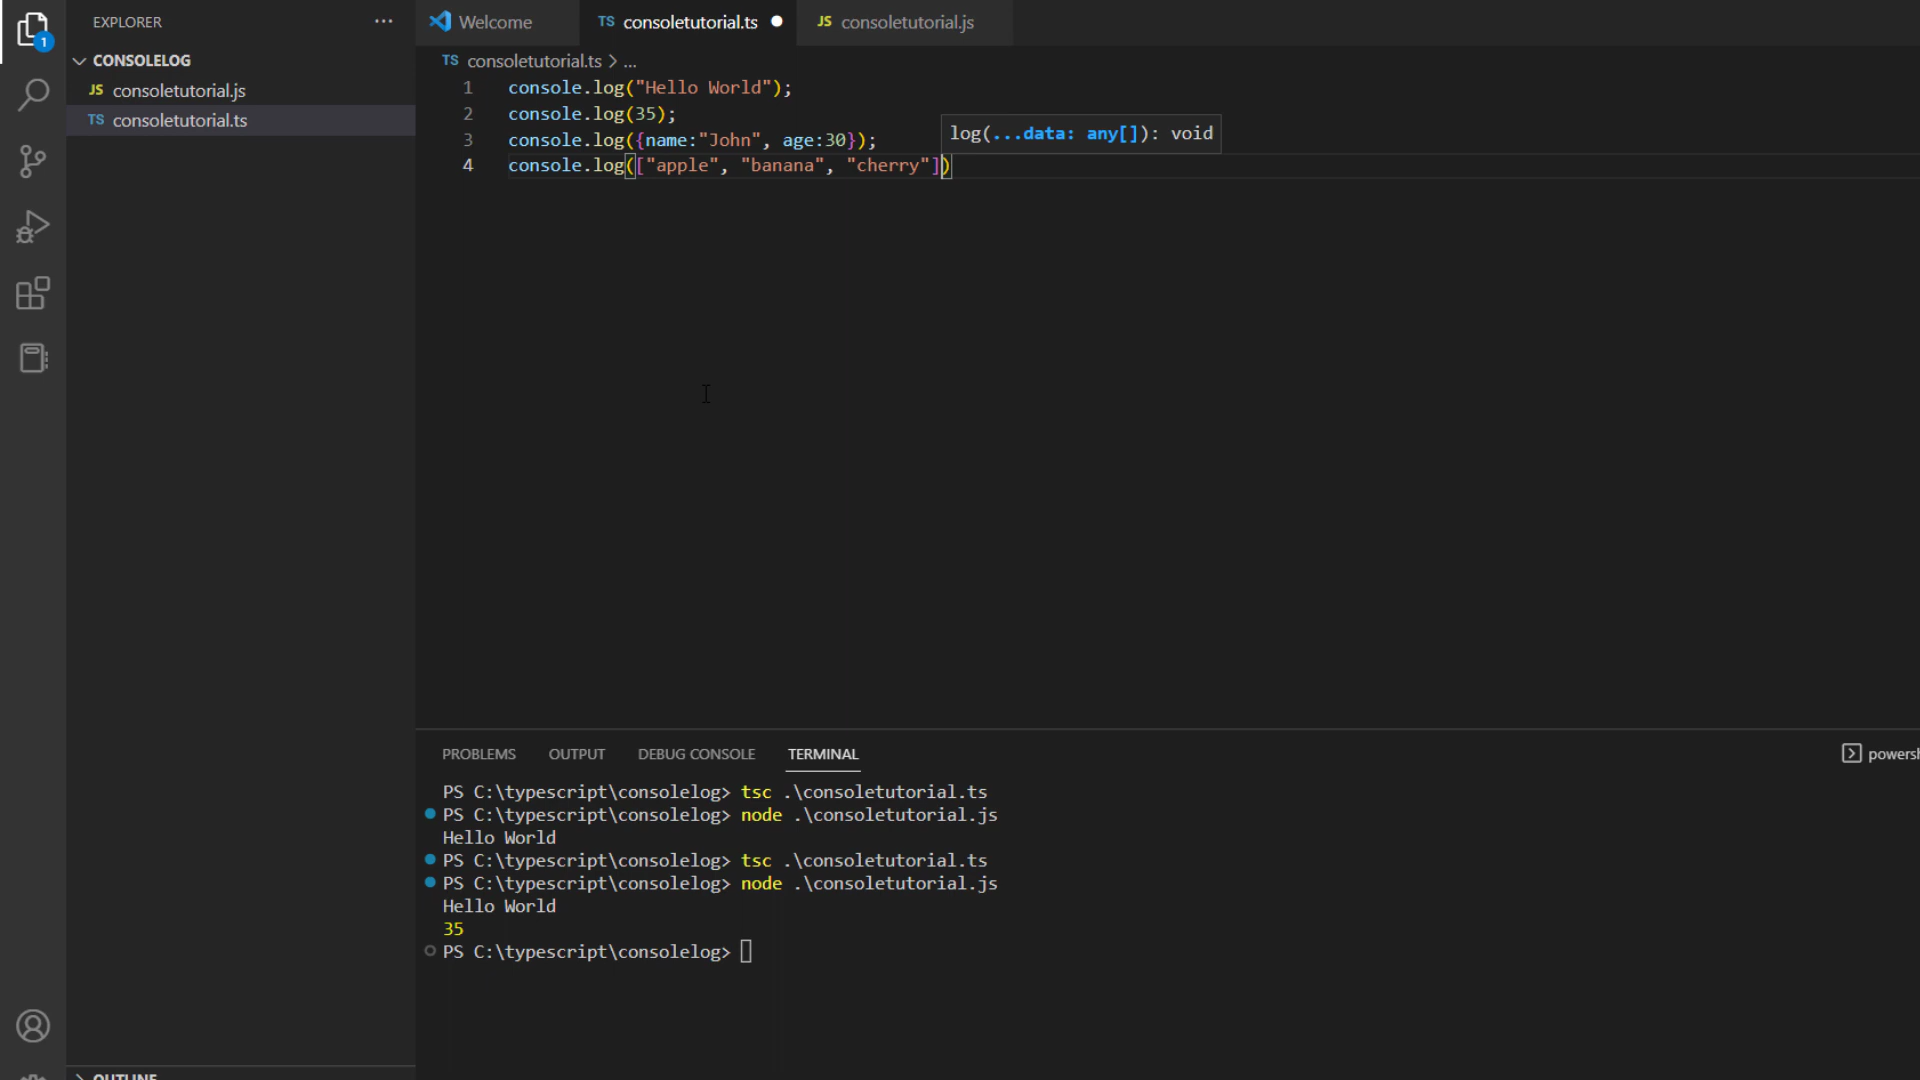 EXPLORER
CONSOLELOG
JS consoletutorial.js
TS consoletutorial.ts
1
Welcome
TS consoletutorial.ts
JS consoletutorial.js
TS consoletutorial.ts > ...
1 console.log("Hello World");
2 console.log(35);
3 console.log({name:"John", age:30});
4 console.log(["apple", "banana", "cherry"])
log(...data: any[]): void
PROBLEMS OUTPUT DEBUG CONSOLE TERMINAL
powersh
PS C:\typescript\consolelog> tsc .\consoletutorial.ts
PS C:\typescript\consolelog> node .\consoletutorial.js
Hello World
PS C:\typescript\consolelog> tsc .\consoletutorial.ts
PS C:\typescript\consolelog> node .\consoletutorial.js
Hello World
35
PS C:\typescript\consolelog>
OUTLINE